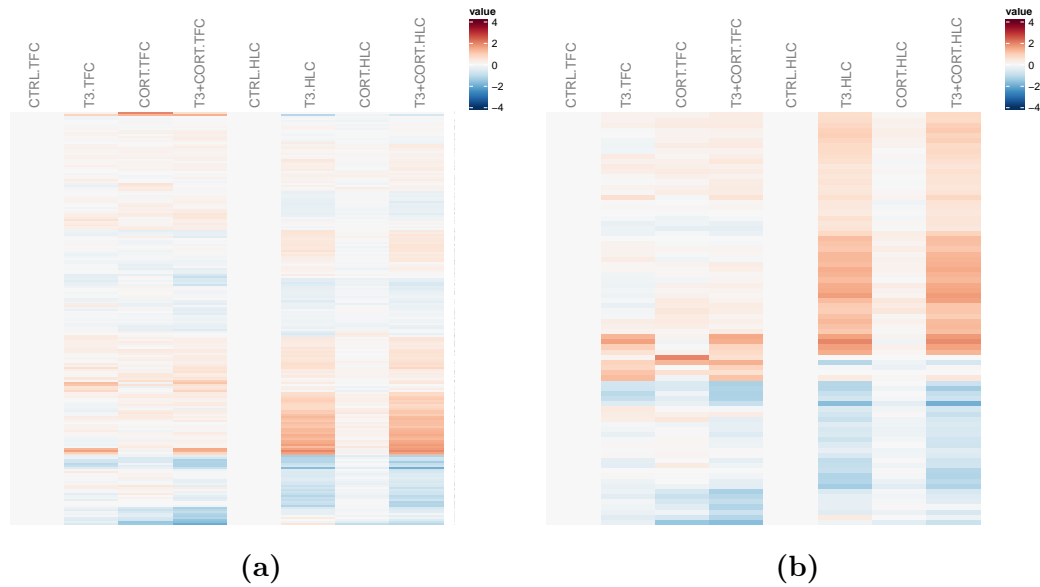 value
4
2
0
−2
−4
CTRL.TFC
T3.TFC
CORT.TFC
T3+CORT.TFC
CTRL.HLC
T3.HLC
CORT.HLC
T3+CORT.HLC
(a)
value
4
2
0
−2
−4
CTRL.TFC
T3.TFC
CORT.TFC
T3+CORT.TFC
CTRL.HLC
T3.HLC
CORT.HLC
T3+CORT.HLC
(b)